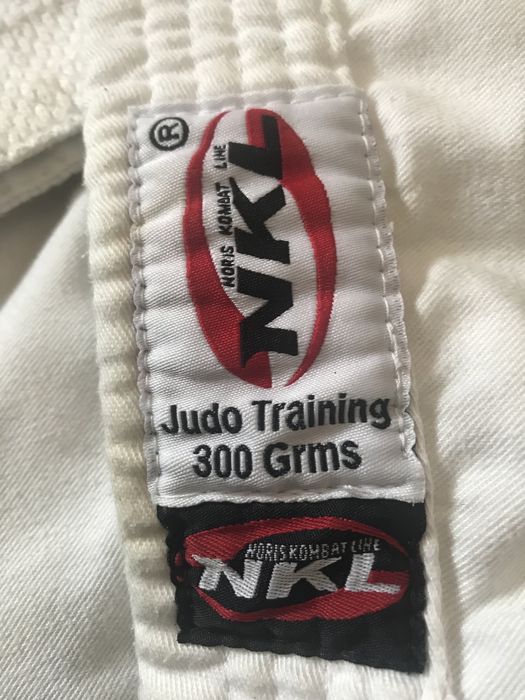 ®
NORIS KOMBAT LINE
NKL
Judo Training
300 Grms
NORIS KOMBAT LINE
NKL